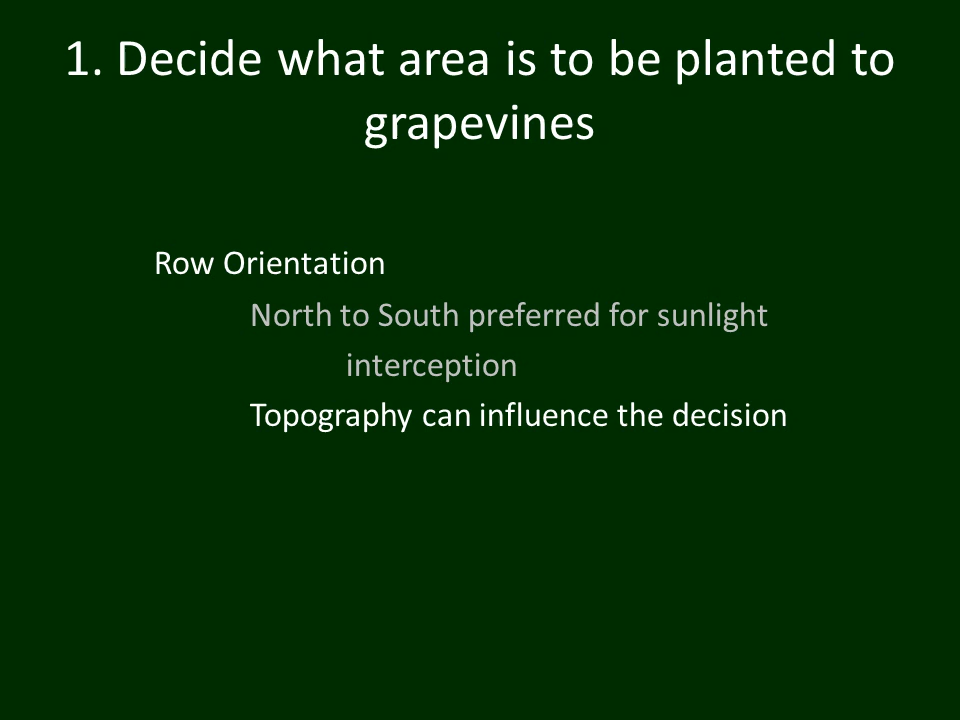 1. Decide what area is to be planted to
grapevines
Row Orientation
North to South preferred for sunlight
interception
Topography can influence the decision